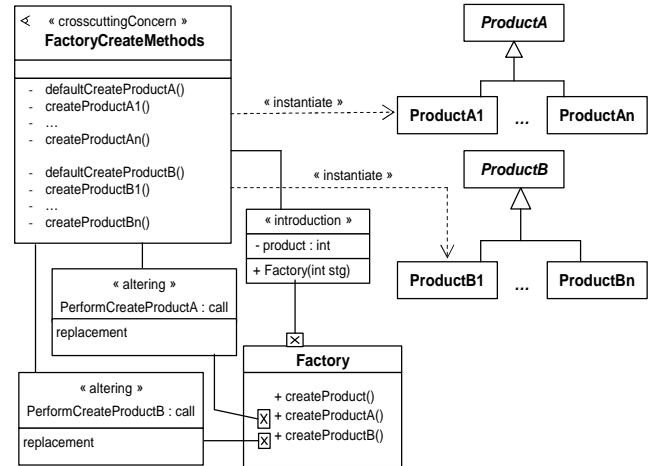 « crosscuttingConcern »
FactoryCreateMethods
- defaultCreateProductA()
- createProductA1()
- ...
- createProductAn()
- defaultCreateProductB()
- createProductB1()
- ...
- createProductBn()
« instantiate »
« instantiate »
ProductA
ProductA1
...
ProductAn
ProductB
ProductB1
...
ProductBn
« introduction »
- product : int
+ Factory(int stg)
« altering »
PerformCreateProductA : call
replacement
« altering »
PerformCreateProductB : call
replacement
Factory
+ createProduct()
+ createProductA()
+ createProductB()